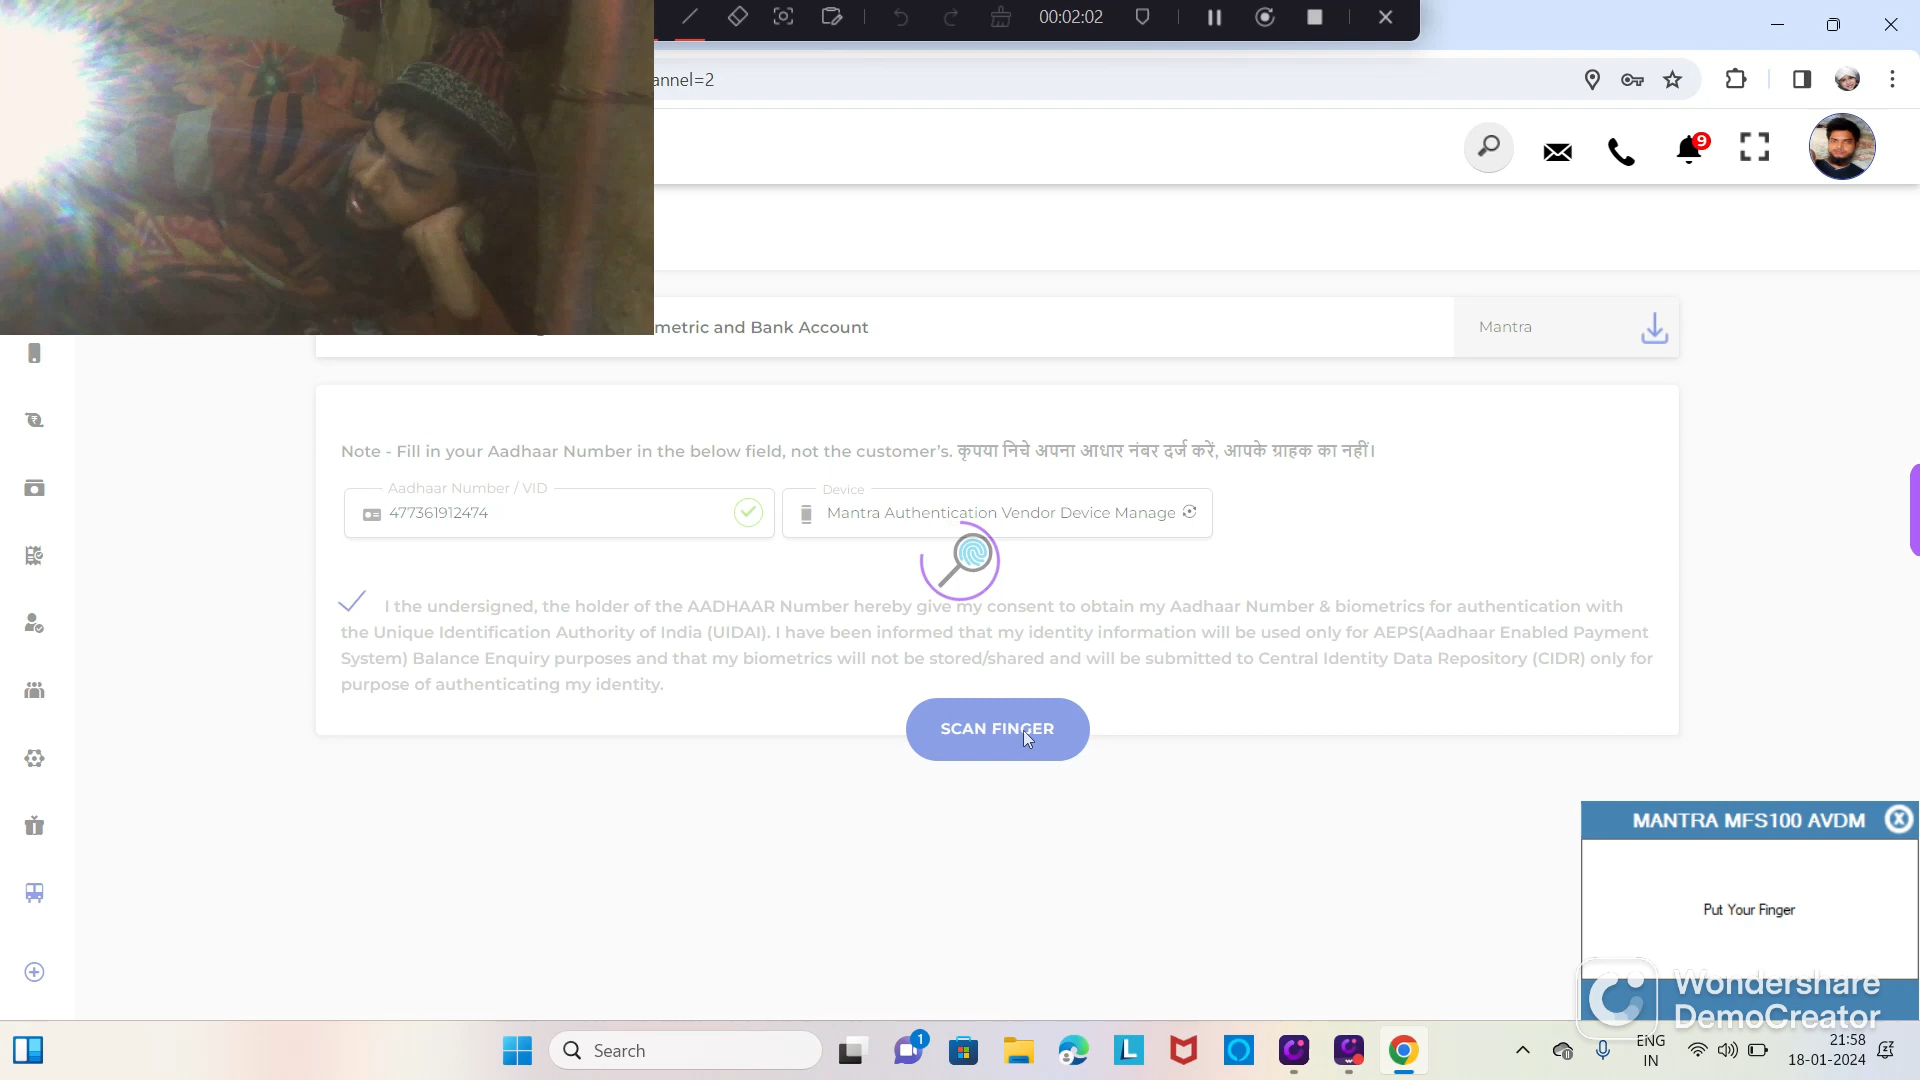 00:02:02
annel=2
9
metric and Bank Account
Mantra
Note - Fill in your Aadhaar Number in the below field, not the customer's. कृपया निचे अपना आधार नंबर दर्ज करें, आपके ग्राहक का नहीं।
Aadhaar Number / VID
Device
477361912474
Mantra Authentication Vendor Device Manage
I the undersigned, the holder of the AADHAAR Number hereby give my consent to obtain my Aadhaar Number & biometrics for authentication with
the Unique Identification Authority of India (UIDAI). I have been informed that my identity information will be used only for AEPS(Aadhaar Enabled Payment
System) Balance Enquiry purposes and that my biometrics will not be stored/shared and will be submitted to Central Identity Data Repository (CIDR) only for
purpose of authenticating my identity.
SCAN FINGER
MANTRA MFS100 AVDM
Put Your Finger
Wondershare
DemoCreator
Search
1
ENG
IN
21:58
18-01-2024